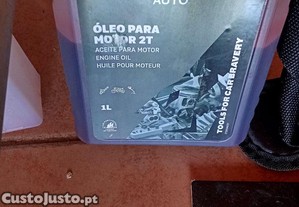 AUTO
ÓLEO PARA
MOTOR 2T
ACEITE PARA MOTOR
ENGINE OIL
HUILE POUR MOTEUR
1L
TOOLS FOR CAR BRAVERY
CustoJusto.pt